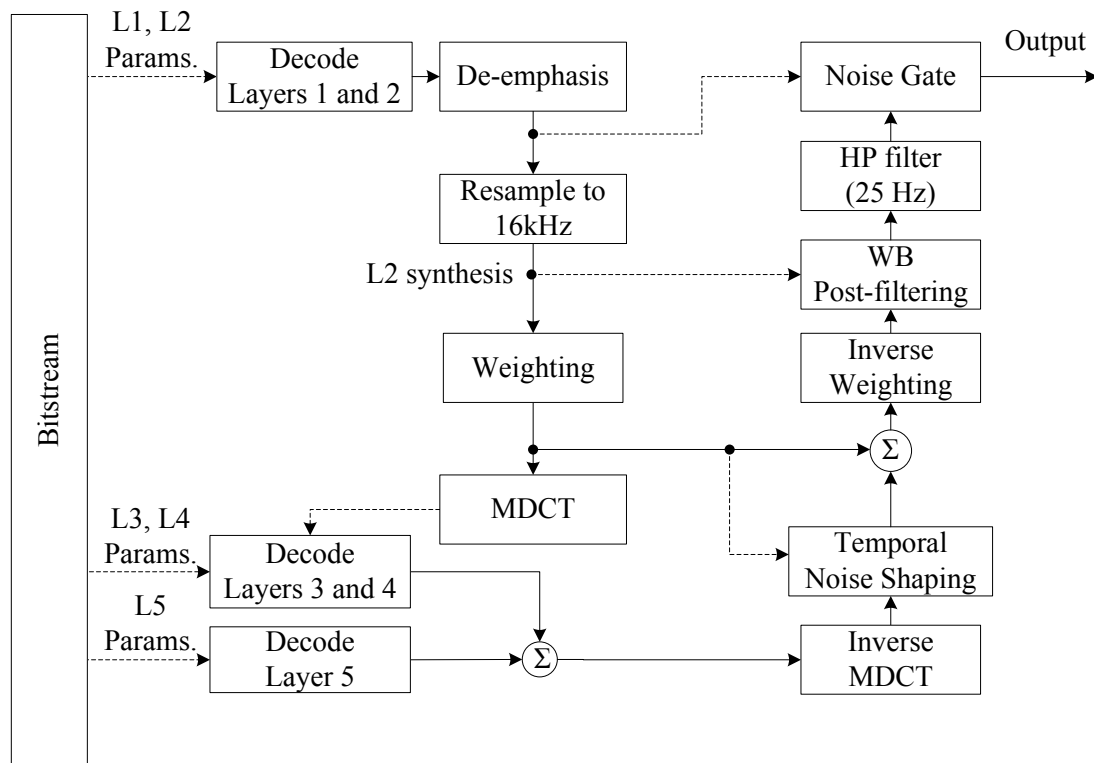 L1, L2
Params.
Decode
Layers 1 and 2
De-emphasis
Noise Gate
Output
HP filter
(25 Hz)
Resample to
16kHz
L2 synthesis
WB
Post-filtering
Weighting
Inverse
Weighting
Σ
MDCT
Bitstream
L3, L4
Params.
Decode
Layers 3 and 4
Temporal
Noise Shaping
L5
Params.
Decode
Layer 5
Σ
Inverse
MDCT